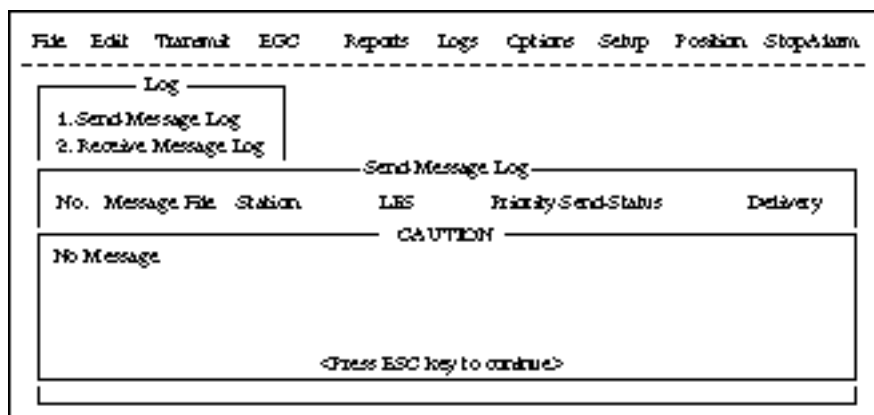 File Edit Transmit EGC Reports Logs Options Setup Position StopAlarm
Log
1. Send Message Log
2. Receive Message Log
Send Message Log
No. Message File Station LES Priority Send-Status Delivery
CAUTION
No Message
<Press ESC key to continue>